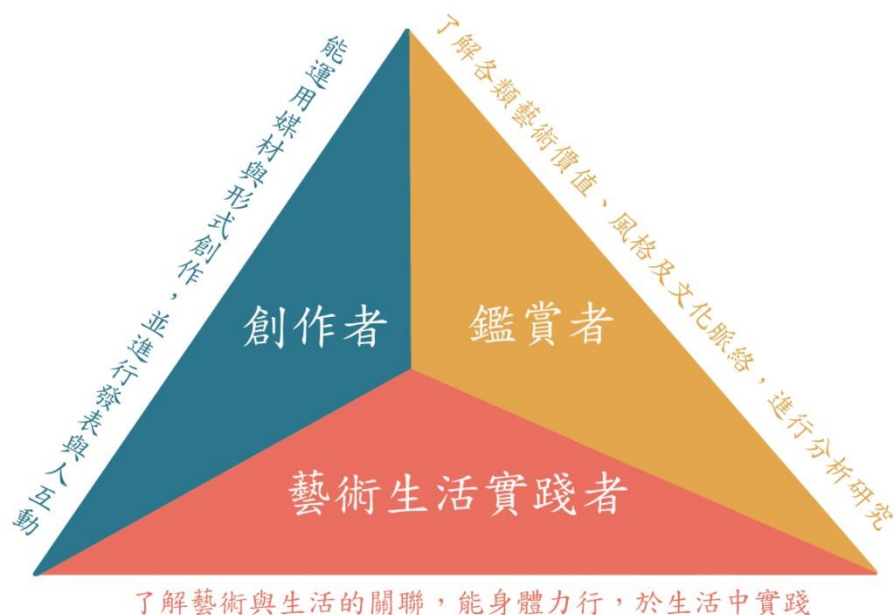 能運用媒材與形式創作，並進行發表與人互動
了解各類藝術價值、風格及文化脈絡，進行分析研究
創作者
鑑賞者
藝術生活實踐者
了解藝術與生活的關聯，能身體力行，於生活中實踐